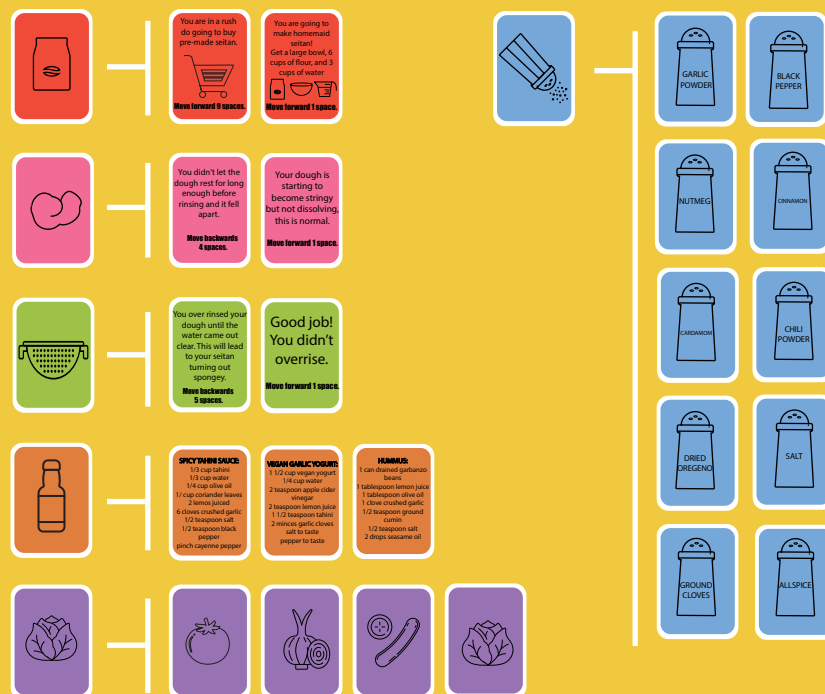 You are in a rush
do going to buy
pre-made seitan.
Move forward 9 spaces.
You are going to
make homemaid
seitan!
Get a large bowl, 6
cups of flour, and 3
cups of water
Move forward 1 space.
You didn't let the
dough rest for long
enough before
rinsing and it fell
apart.
Move backwards
4 spaces.
Your dough is
starting to
become stringy
but not dissolving,
this is normal.
Move forward 1 space.
You over rinsed your
dough until the
water came out
clear. This will lead
to your seitan
turning out
spongey.
Move backwards
5 spaces.
Good job!
You didn't
overrise.
Move forward 1 space.
SPICY TAHINI SAUCE:
1/3 cup tahini
1/3 cup water
1/4 cup olive oil
1/ cup coriander leaves
2 lemos juiced
6 cloves crushed garlic
1/2 teaspoon salt
1/2 teaspoon black
pepper
pinch cayenne pepper
VEGAN GARLIC YOGURT:
1 1/2 cup vegan yogurt
1/4 cup water
2 teaspoon apple cider
vinegar
2 teaspoon lemon juice
1 1/2 teaspoon tahini
2 minces garlic cloves
salt to taste
pepper to taste
HUMMUS:
1 can drained garbanzo
beans
1 tablespoon lemon juice
1 tablespoon olive oil
1 clove crushed garlic
1/2 teaspoon ground
cumin
1/2 teaspoon salt
2 drops seasame oil
GARLIC
POWDER
BLACK
PEPPER
NUTMEG
CINNAMON
CARDAMOM
CHILI
POWDER
DRIED
OREGENO
SALT
GROUND
CLOVES
ALLSPICE